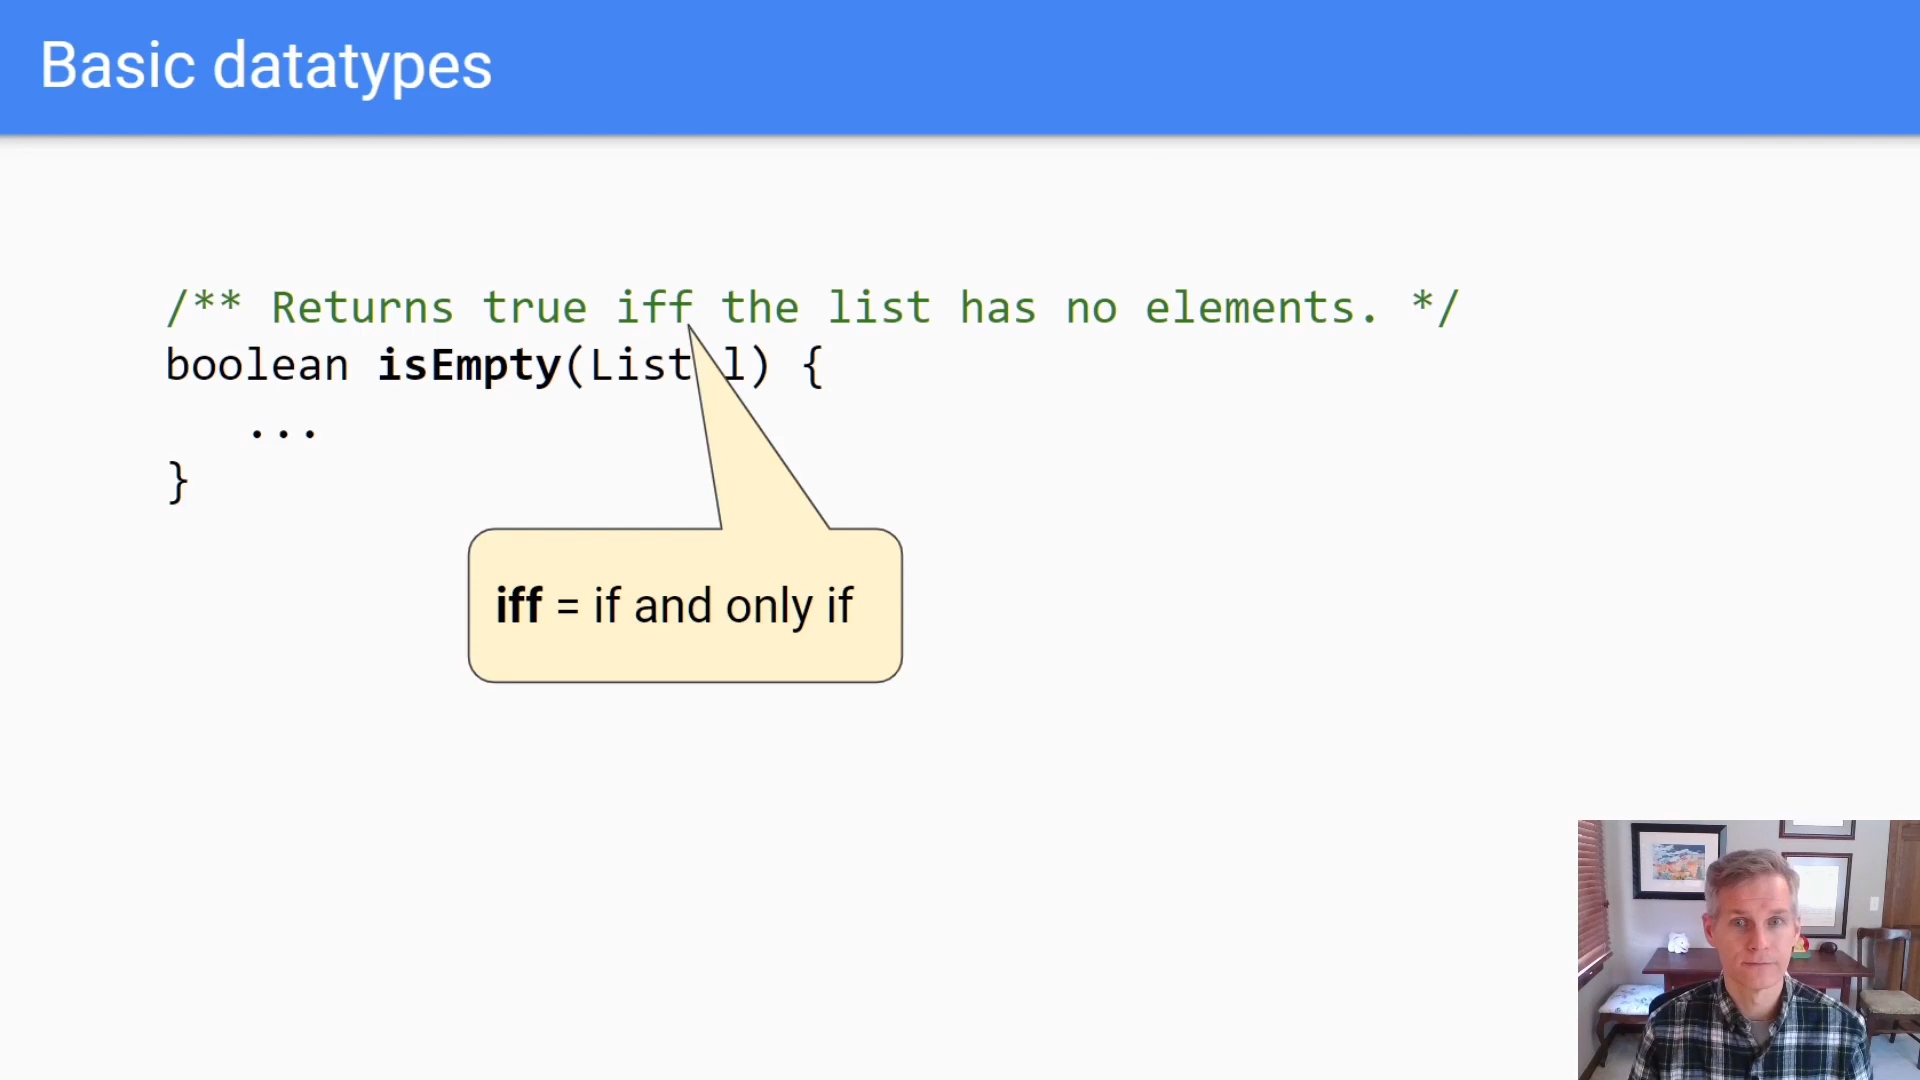 Basic datatypes
/** Returns true iff the list has no elements. */
boolean isEmpty(List l) {
...
}
iff = if and only if